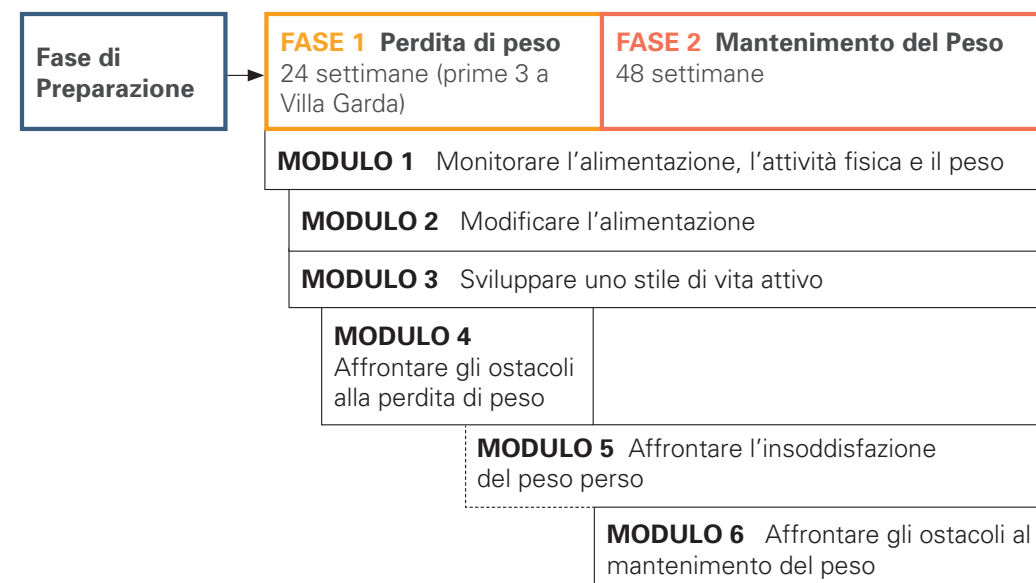 Fase di
Preparazione
FASE 1 Perdita di peso
24 settimane (prime 3 a
Villa Garda)
FASE 2 Mantenimento del Peso
48 settimane
MODULO 1 Monitorare l’alimentazione, l’attività fisica e il peso
MODULO 2 Modificare l’alimentazione
MODULO 3 Sviluppare uno stile di vita attivo
MODULO 4
Affrontare gli ostacoli
alla perdita di peso
MODULO 5 Affrontare l’insoddisfazione
del peso perso
MODULO 6 Affrontare gli ostacoli al
mantenimento del peso